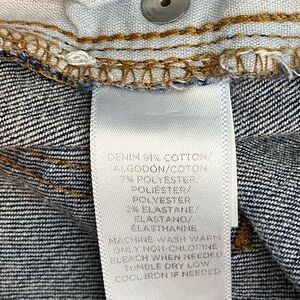 DENIM 91% COTTON/
ALGODÓN/COTON
7% POLYESTER/
POLIÉSTER/
POLYESTER
2% ELASTANE/
ELASTANO/
ELASTHANNE
MACHINE WASH WARM
ONLY NON-CHLORINE
BLEACH WHEN NEEDED
TUMBLE DRY LOW
COOL IRON IF NEEDED